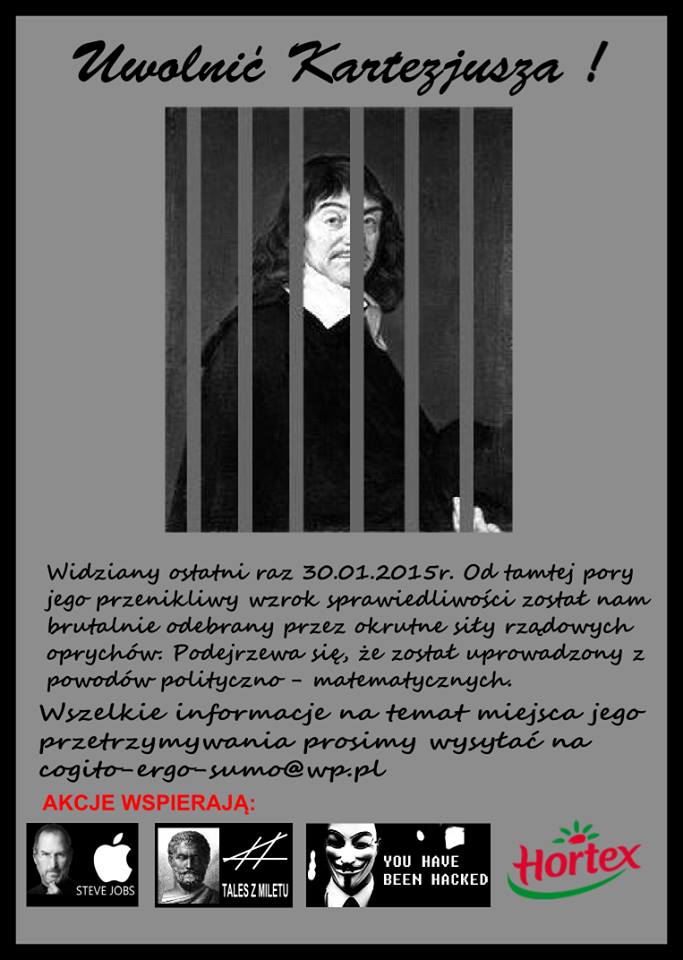 Uwolnić Kartezjusza !
Widziany ostatni raz 30.01.2015r. Od tamtej pory
jego przenikliwy wzrok sprawiedliwości został nam
brutalnie odebrany przez okrutne siły rządowych
oprychów. Podejrzewa się, że został uprowadzony z
powodów polityczno - matematycznych.
Wszelkie informacje na temat miejsca jego
przetrzymywania prosimy wysyłać na
cogito-ergo-sumo@wp.pl
AKCJE WSPIERAJĄ:
STEVE JOBS
TALES Z MILETU
YOU HAVE
BEEN HACKED
Hortex